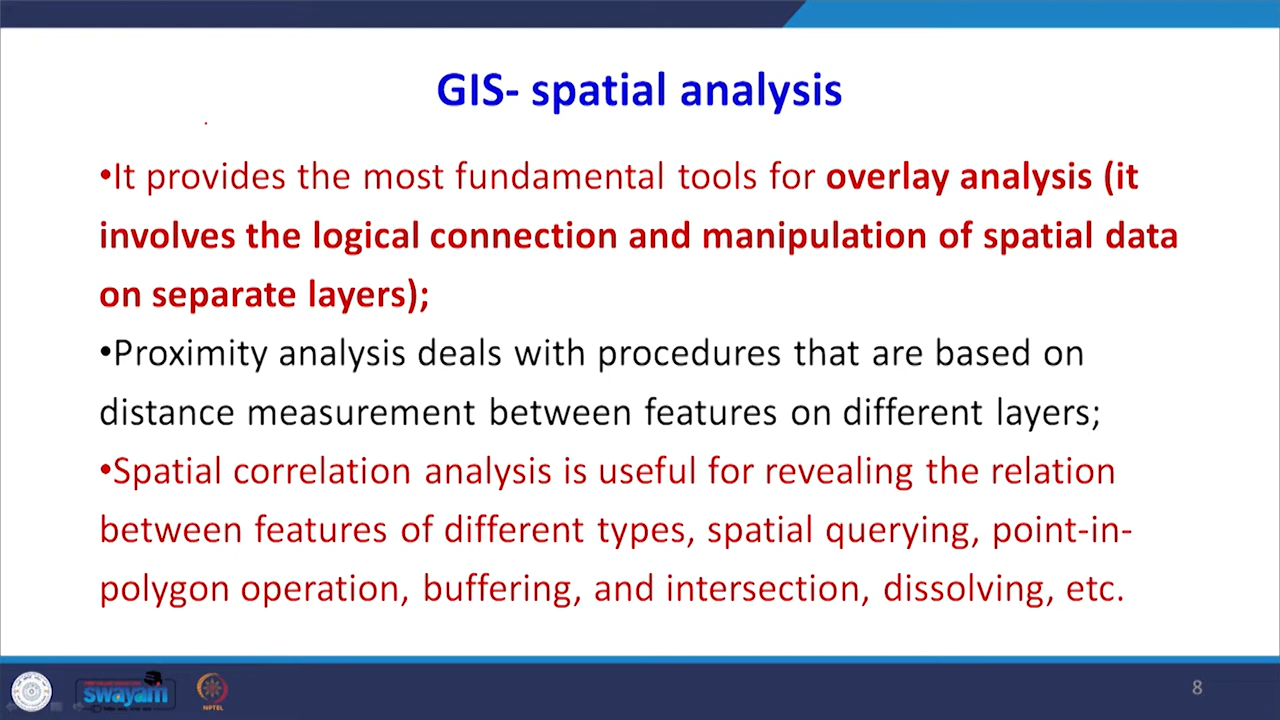 GIS- spatial analysis
•It provides the most fundamental tools for overlay analysis (it
involves the logical connection and manipulation of spatial data
on separate layers);
•Proximity analysis deals with procedures that are based on
distance measurement between features on different layers;
•Spatial correlation analysis is useful for revealing the relation
between features of different types, spatial querying, point-in-
polygon operation, buffering, and intersection, dissolving, etc.
swayam
NPTEL
8